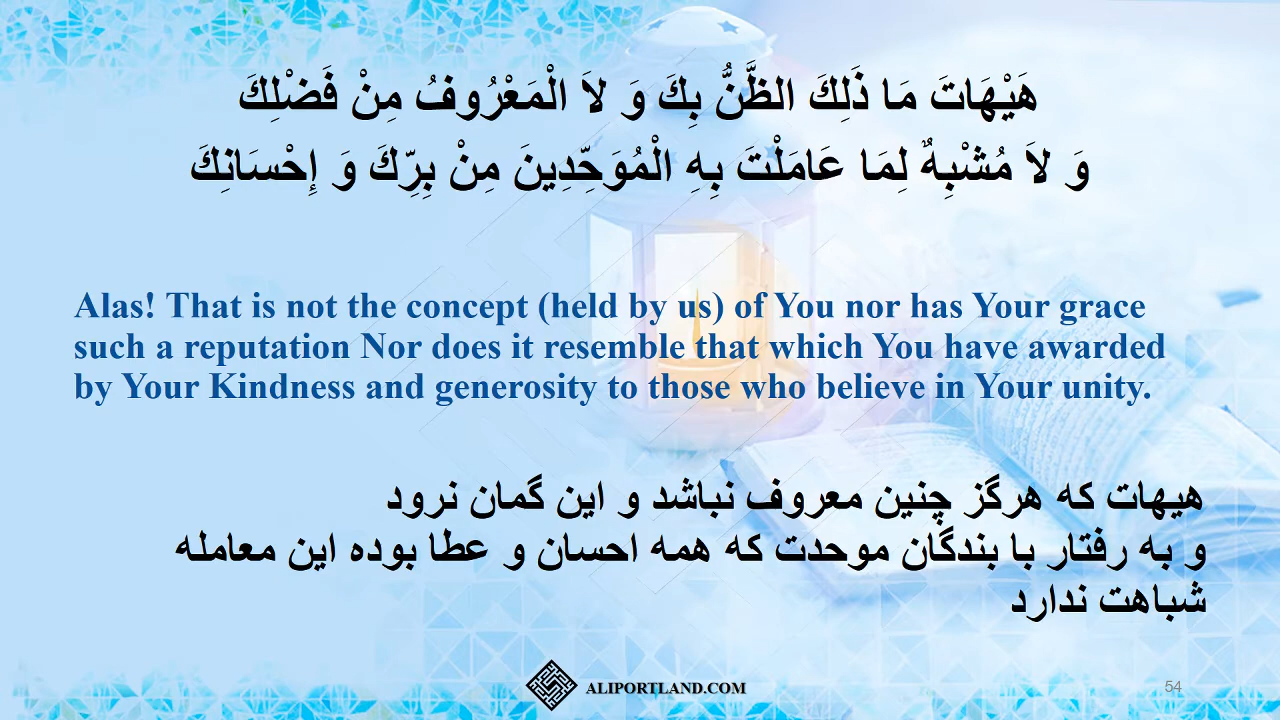 هَيْهَاتَ مَا ذَلِكَ الظَّنُّ بِكَ وَ لاَ الْمَعْرُوفُ مِنْ فَضْلِكَ
وَ لاَ مُشْبِهٌ لِمَا عَامَلْتَ بِهِ الْمُوَحِّدِينَ مِنْ بِرِّكَ وَ إِحْسَانِكَ
Alas! That is not the concept (held by us) of You nor has Your grace
such a reputation Nor does it resemble that which You have awarded
by Your Kindness and generosity to those who believe in Your unity.
هیهات که هرگز چنین معروف نباشد و این گمان نرود
و به رفتار با بندگان موحدت که همه احسان و عطا بوده این معامله
شباهت ندارد
ALIPORTLAND.COM
54